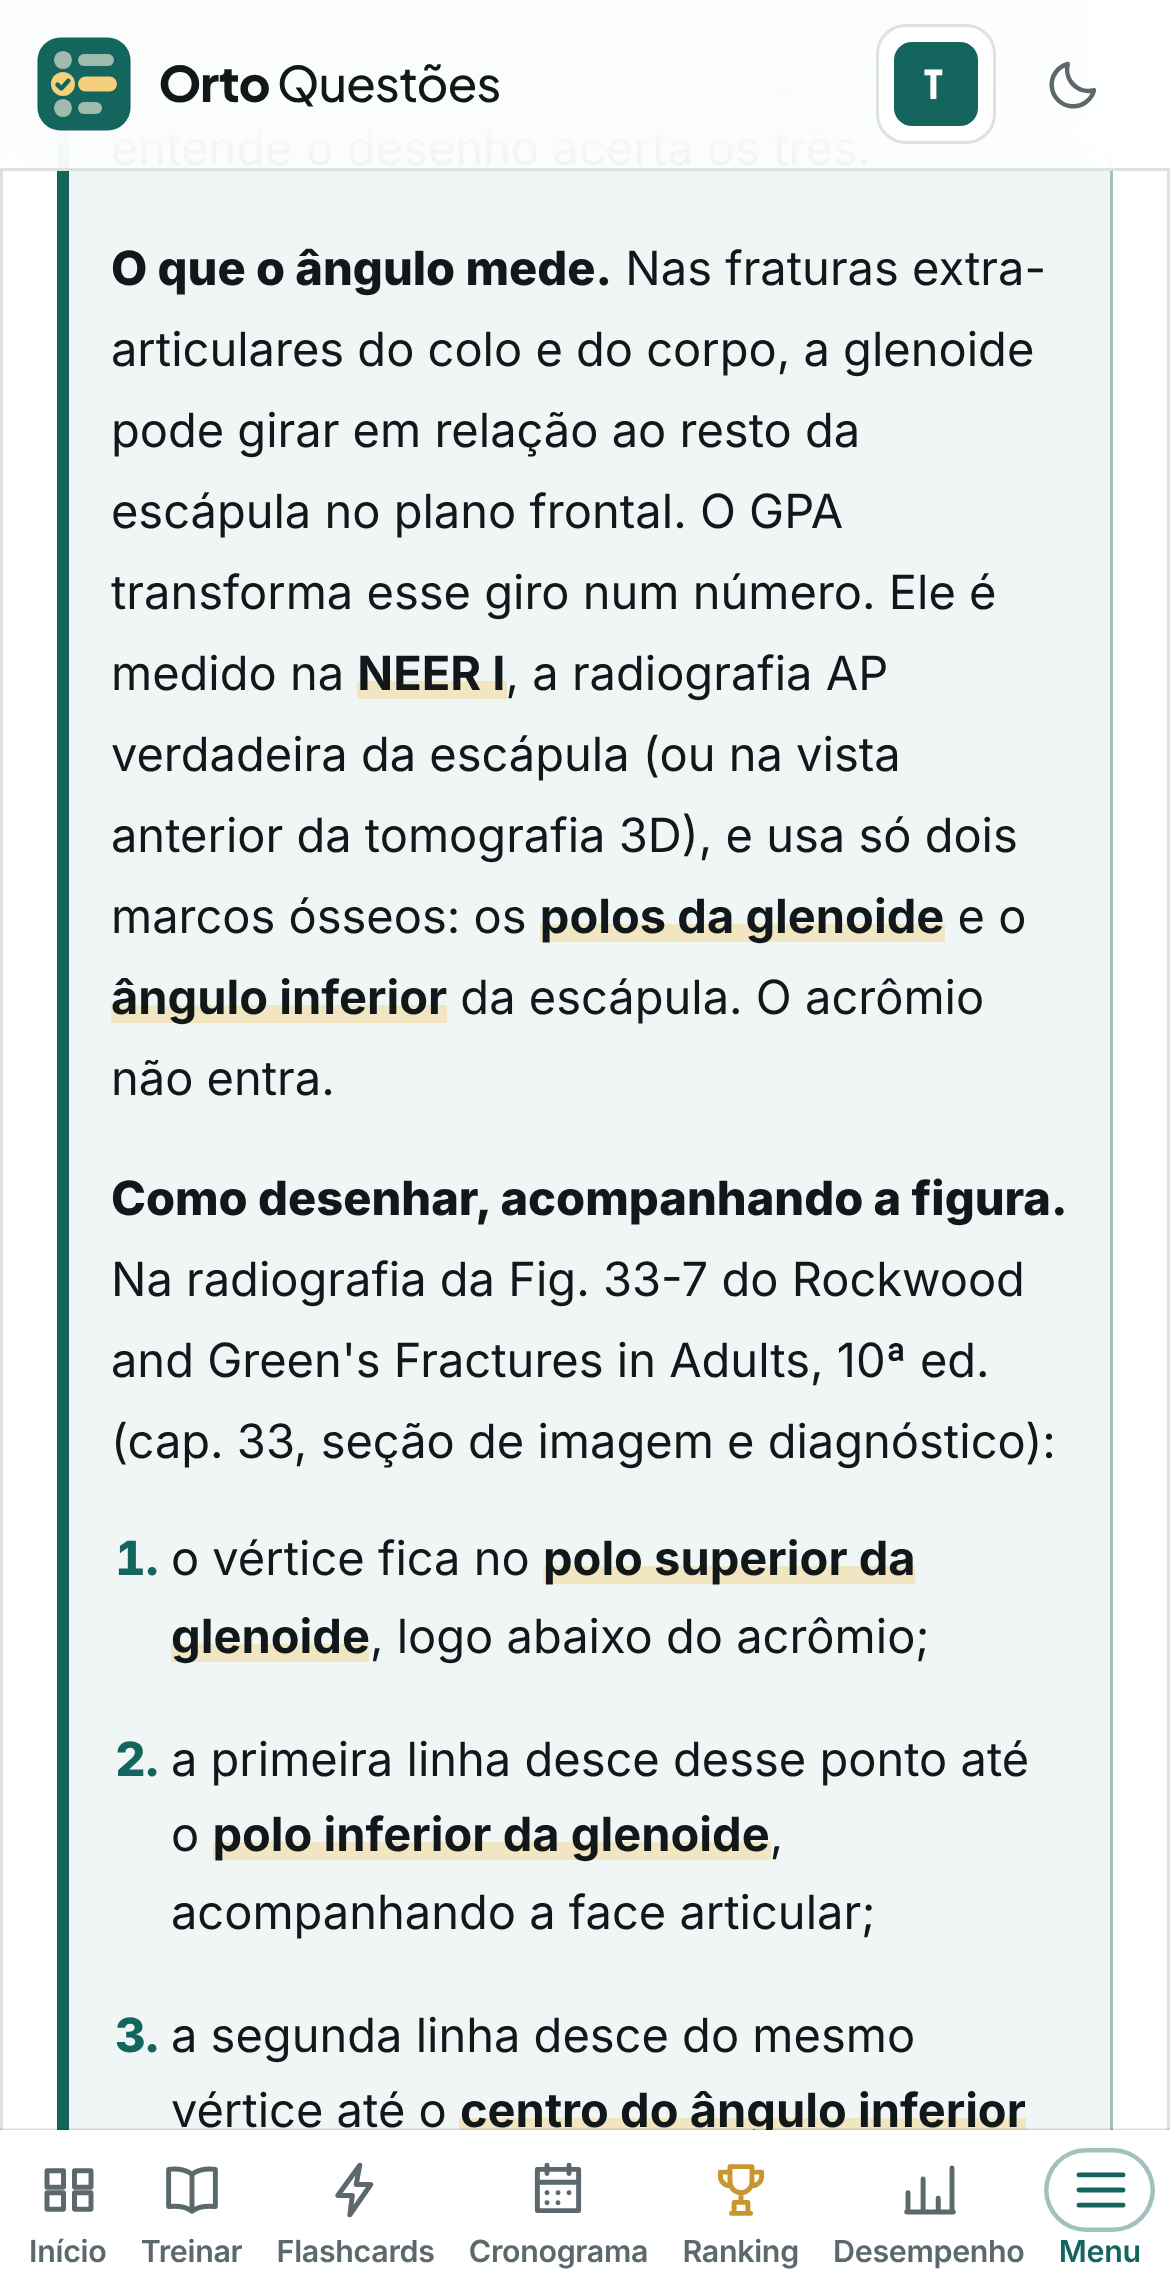 Orto Questões
T
entende o desenho acerta os três.
O que o ângulo mede. Nas fraturas extra-
articulares do colo e do corpo, a glenoide
pode girar em relação ao resto da
escápula no plano frontal. O GPA
transforma esse giro num número. Ele é
medido na NEER I, a radiografia AP
verdadeira da escápula (ou na vista
anterior da tomografia 3D), e usa só dois
marcos ósseos: os polos da glenoide e o
ângulo inferior da escápula. O acrômio
não entra.
Como desenhar, acompanhando a figura.
Na radiografia da Fig. 33-7 do Rockwood
and Green's Fractures in Adults, 10ª ed.
(cap. 33, seção de imagem e diagnóstico):
1. o vértice fica no polo superior da
glenoide, logo abaixo do acrômio;
2. a primeira linha desce desse ponto até
o polo inferior da glenoide,
acompanhando a face articular;
3. a segunda linha desce do mesmo
vértice até o centro do ângulo inferior
Início
Treinar
Flashcards
Cronograma
Ranking
Desempenho
Menu